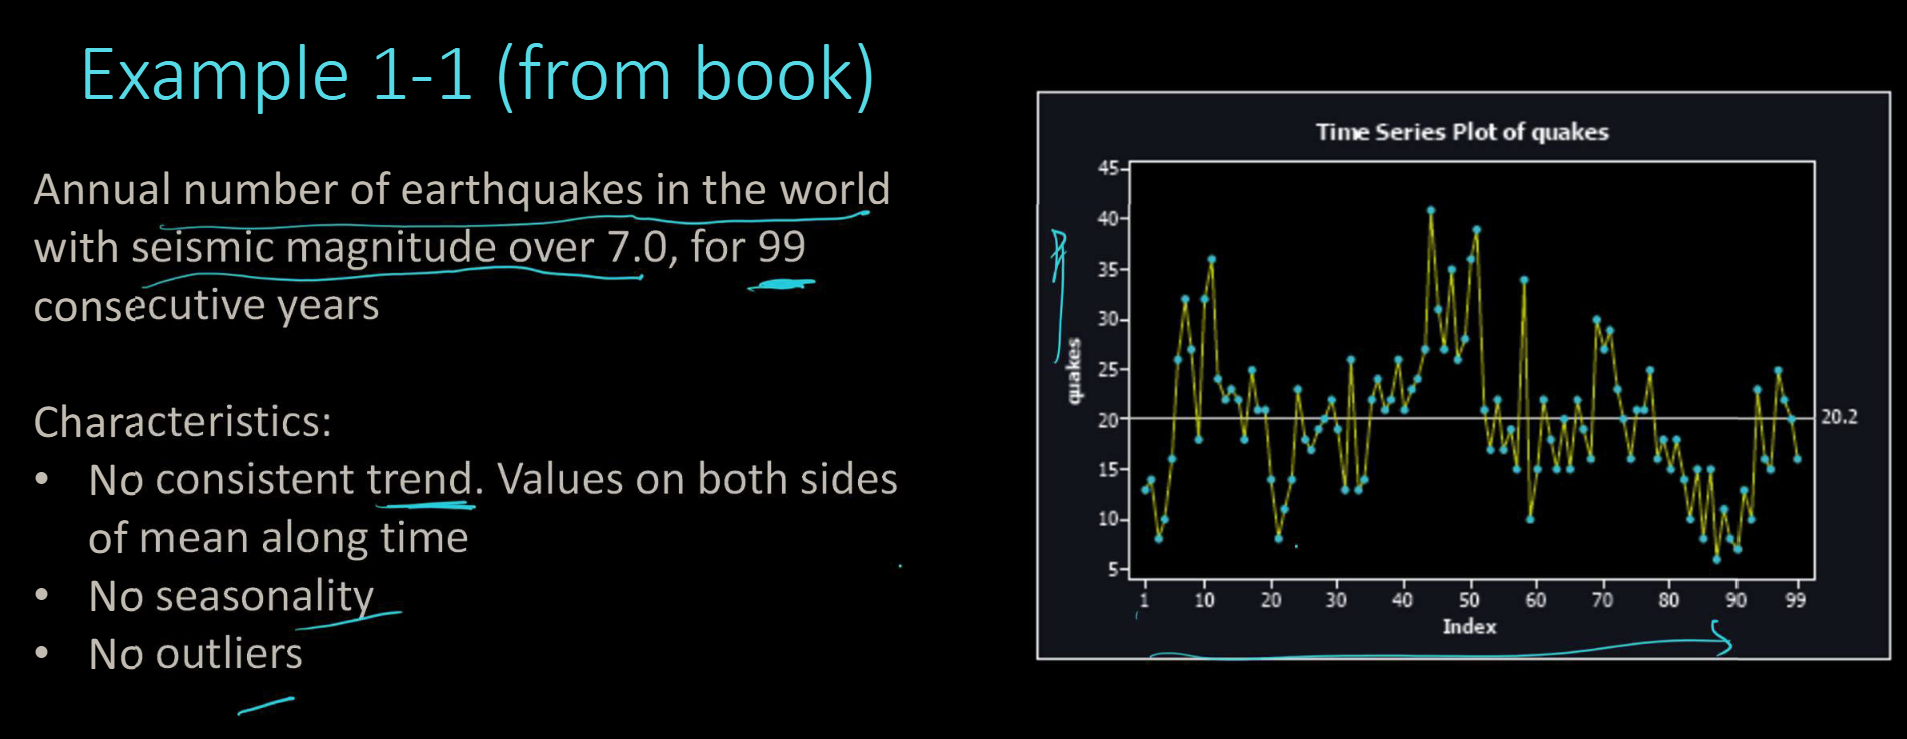 Example 1-1 (from book)
Annual number of earthquakes in the world
with seismic magnitude over 7.0, for 99
consecutive years
Characteristics:
• No consistent trend. Values on both sides
of mean along time
• No seasonality
• No outliers
Time Series Plot of quakes
45
40
35
30
25
20
15
10
5
quakes
20.2
1 10 20 30 40 50 60 70 80 90 99
Index